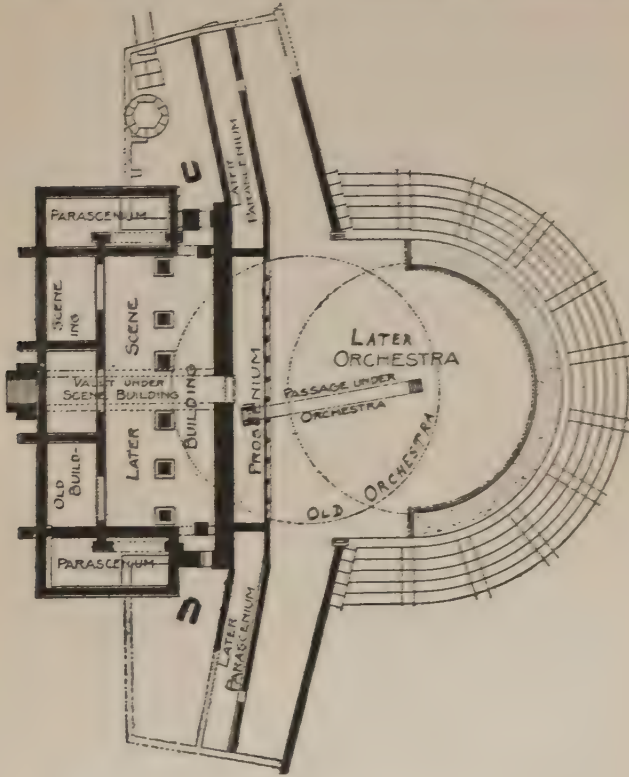 LATER
PARASCENIUM
PARASCENIUM
SCENE
ING
SCENE
LATER
ORCHESTRA
VAULT UNDER
SCENE BUILDING
BUILDING
PROSCENIUM
PASSAGE UNDER
ORCHESTRA
LATER
OLD
BUILD-
OLD ORCHESTRA
PARASCENIUM
LATER
PARASCENIUM